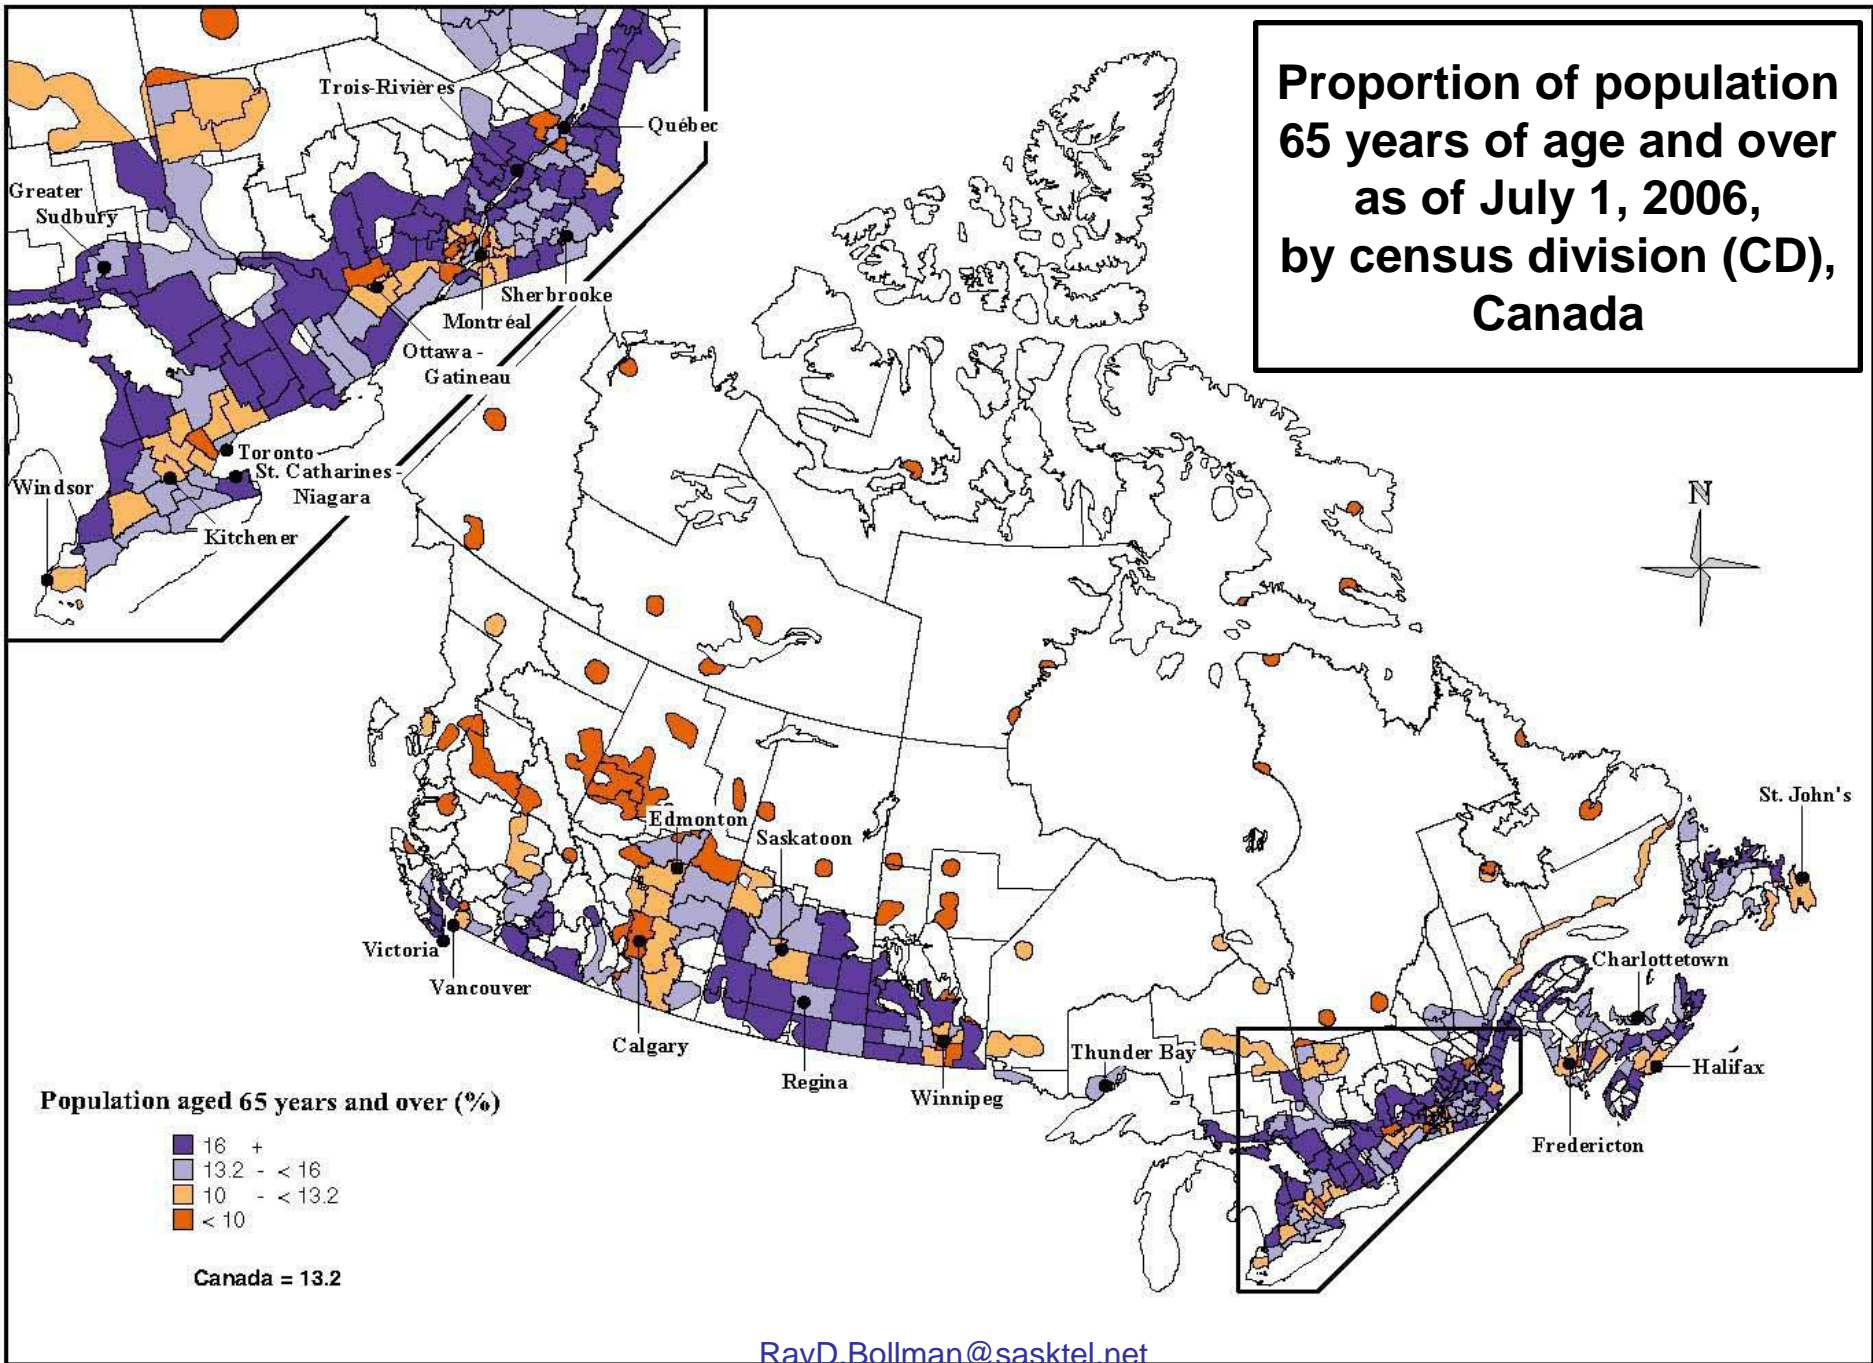 Proportion of population
65 years of age and over
as of July 1, 2006,
by census division (CD),
Canada
Trois-Rivières
Québec
Greater
Sudbury
Sherbrooke
Montréal
Ottawa -
Gatineau
Toronto
St. Catharines -
Niagara
Windsor
Kitchener
N
Edmonton
Saskatoon
St. John's
Victoria
Vancouver
Charlottetown
Calgary
Regina
Winnipeg
Thunder Bay
Halifax
Fredericton
Population aged 65 years and over (%)
16 +
13.2 - < 16
10 - < 13.2
< 10
Canada = 13.2
RayD.Bollman@sasktel.net